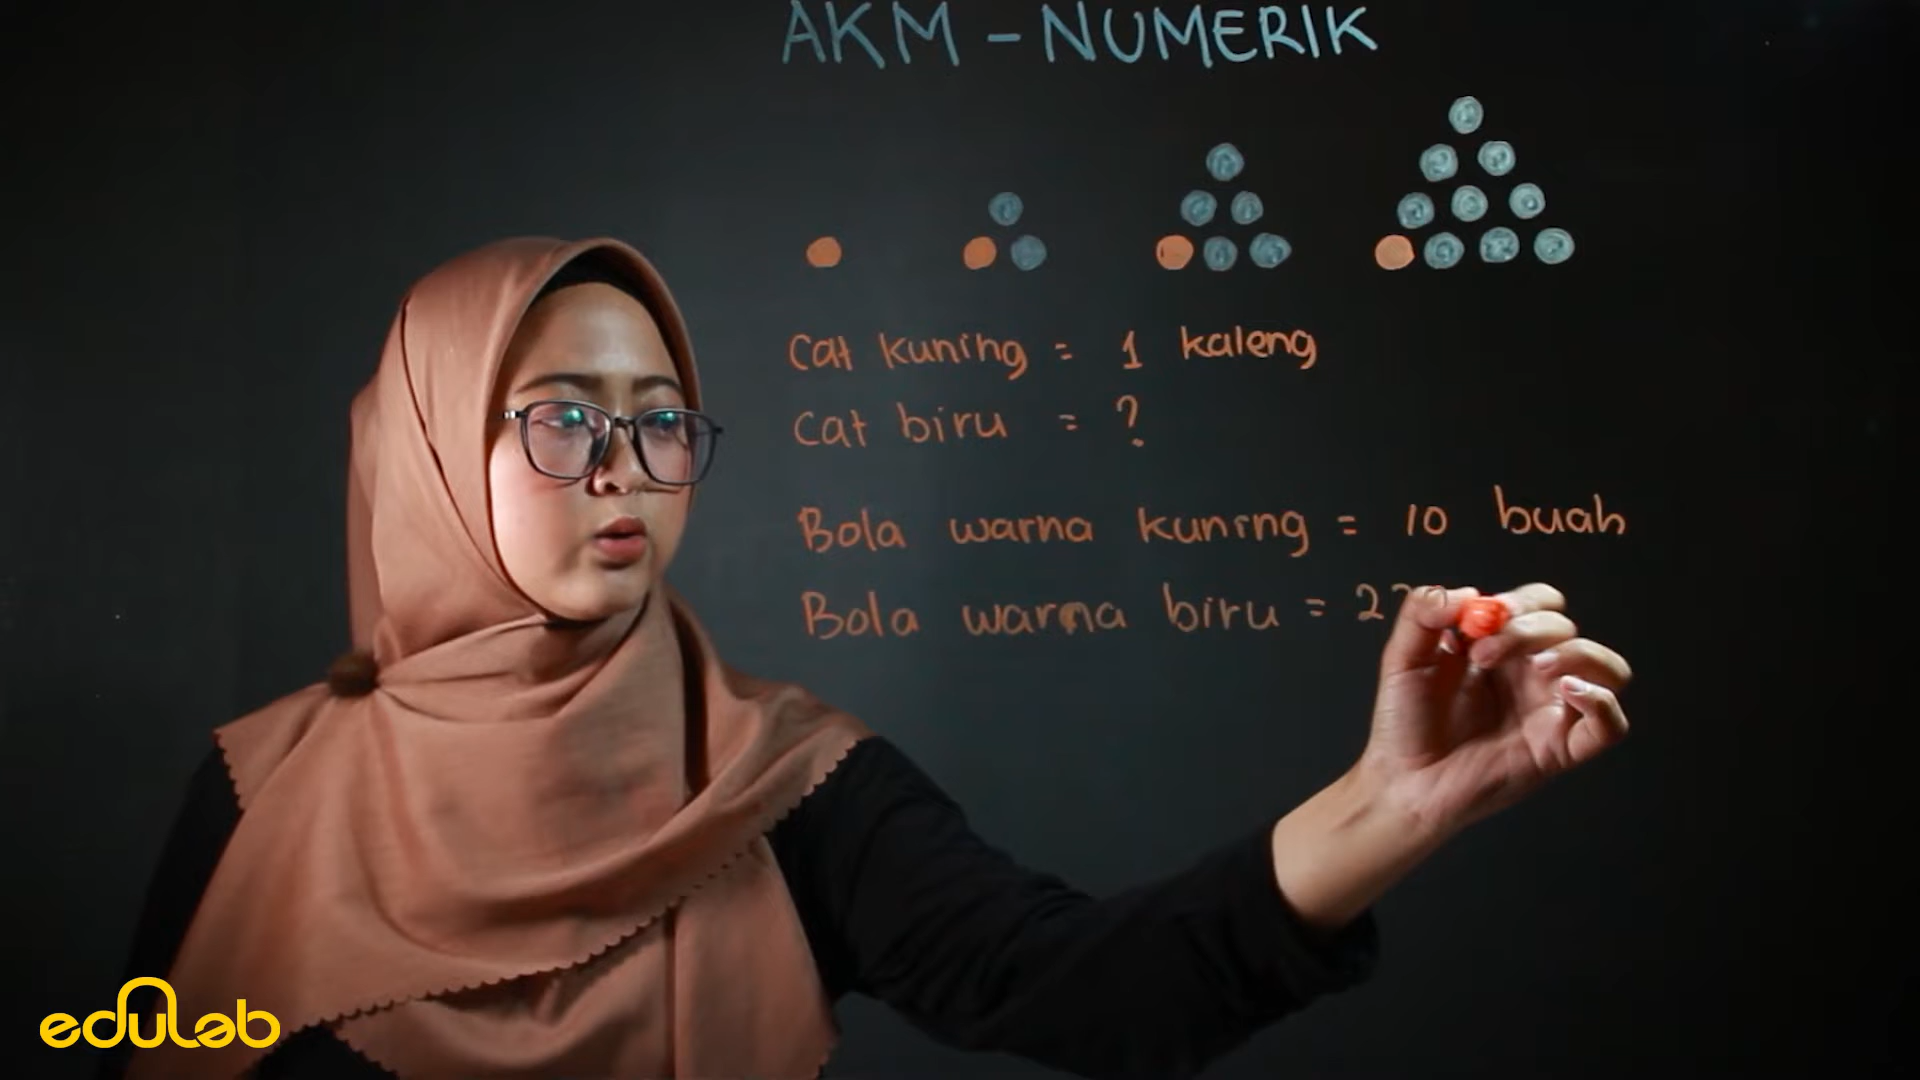 AKM - NUMERIK
Cat kuning = 1 kaleng
Cat biru = ?
Bola warna kuning = 10 buah
Bola warna biru =
edulab